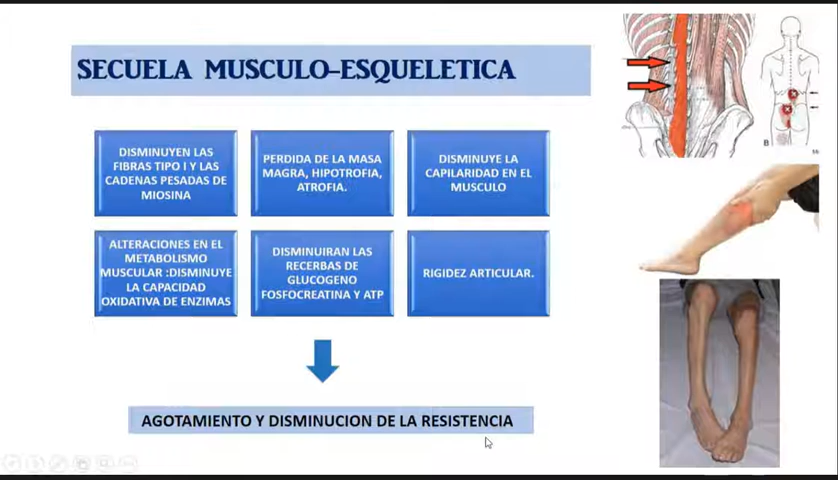 SECUELA MUSCULO-ESQUELETICA
DISMINUYEN LAS
FIBRAS TIPO I Y LAS
CADENAS PESADAS DE
MIOSINA
PERDIDA DE LA MASA
MAGRA, HIPOTROFIA,
ATROFIA.
DISMINUYE LA
CAPILARIDAD EN EL
MUSCULO
ALTERACIONES EN EL
METABOLISMO
MUSCULAR :DISMINUYE
LA CAPACIDAD
OXIDATIVA DE ENZIMAS
DISMINUIRAN LAS
RECERBAS DE
GLUCOGENO
FOSFOCREATINA Y ATP
RIGIDEZ ARTICULAR.
AGOTAMIENTO Y DISMINUCION DE LA RESISTENCIA
B